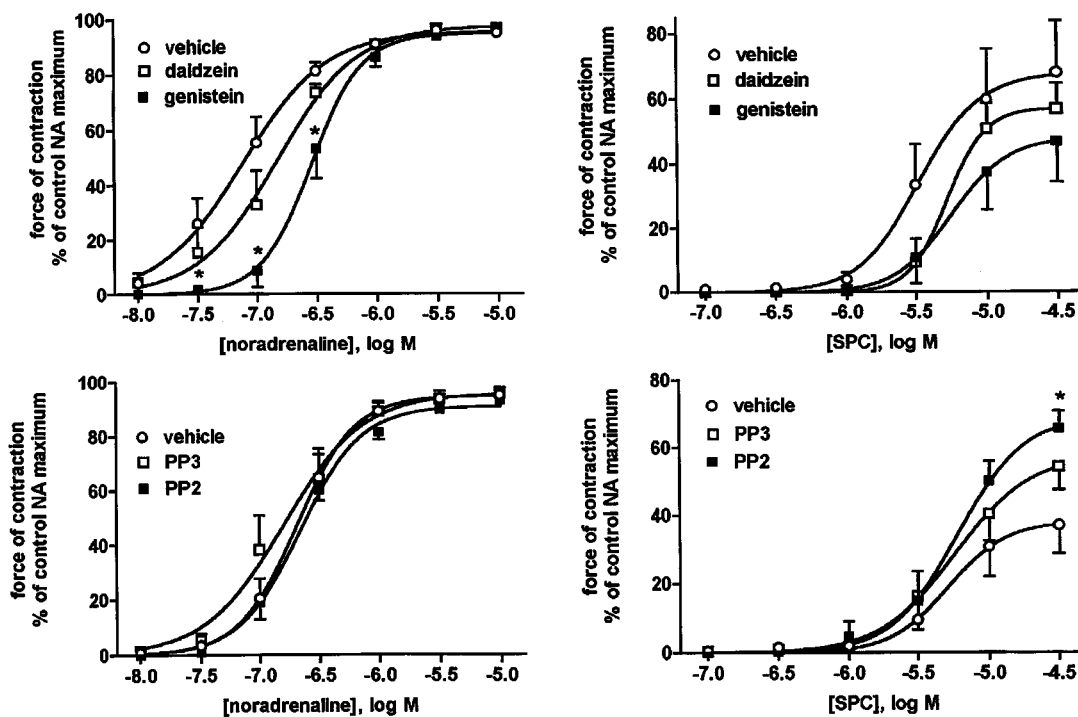 force of contraction
% of control NA maximum
100
80
60
40
20
0
vehicle
daidzein
genistein
*
*
*
-8.0 -7.5 -7.0 -6.5 -6.0 -5.5 -5.0
[noradrenaline], log M
force of contraction
% of control NA maximum
80
60
40
20
0
vehicle
daidzein
genistein
-7.0 -6.5 -6.0 -5.5 -5.0 -4.5
[SPC], log M
force of contraction
% of control NA maximum
100
80
60
40
20
0
vehicle
PP3
PP2
-8.0 -7.5 -7.0 -6.5 -6.0 -5.5 -5.0
[noradrenaline], log M
force of contraction
% of control NA maximum
80
60
40
20
0
vehicle
PP3
PP2
*
-7.0 -6.5 -6.0 -5.5 -5.0 -4.5
[SPC], log M